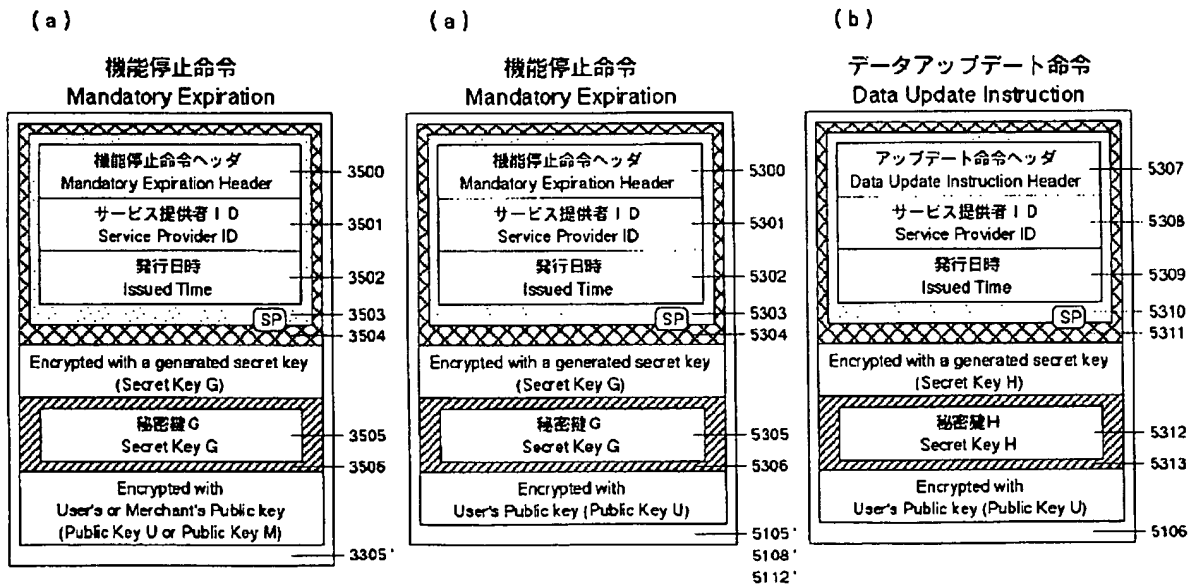 (a)
機能停止命令
Mandatory Expiration
機能停止命令ヘッダ
Mandatory Expiration Header
3500
サービス提供者ID
Service Provider ID
3501
発行日時
Issued Time
3502
3503
SP
3504
Encrypted with a generated secret key
(Secret Key G)
秘密鍵G
Secret Key G
3505
3506
Encrypted with
User's or Merchant's Public key
(Public Key U or Public Key M)
3305'
(a)
機能停止命令
Mandatory Expiration
機能停止命令ヘッダ
Mandatory Expiration Header
5300
サービス提供者ID
Service Provider ID
5301
発行日時
Issued Time
5302
5303
SP
5304
Encrypted with a generated secret key
(Secret Key G)
秘密鍵G
Secret Key G
5305
5306
Encrypted with
User's Public key (Public Key U)
5105'
5108'
5112'
(b)
データアップデート命令
Data Update Instruction
アップデート命令ヘッダ
Data Update Instruction Header
5307
サービス提供者ID
Service Provider ID
5308
発行日時
Issued Time
5309
5310
SP
5311
Encrypted with a generated secret key
(Secret Key H)
秘密鍵H
Secret Key H
5312
5313
Encrypted with
User's Public key (Public Key U)
5106